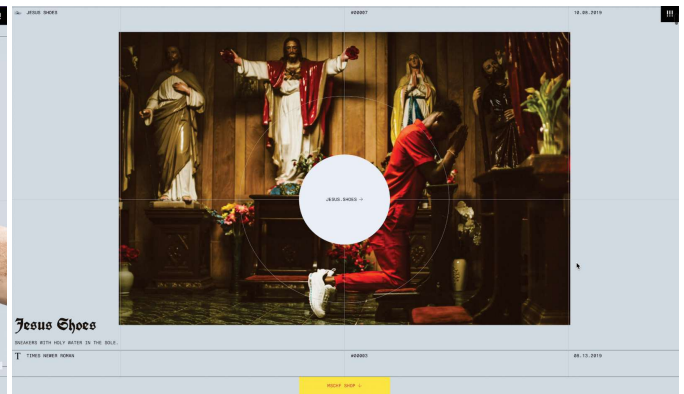 JESUS SHOES
#00007
10.08.2019
JESUS.SHOES →
Jesus Shoes
SNEAKERS WITH HOLY WATER IN THE SOLE.
T TIMES NEWER ROMAN
#00003
08.13.2019
MSCHF SHOP ↓